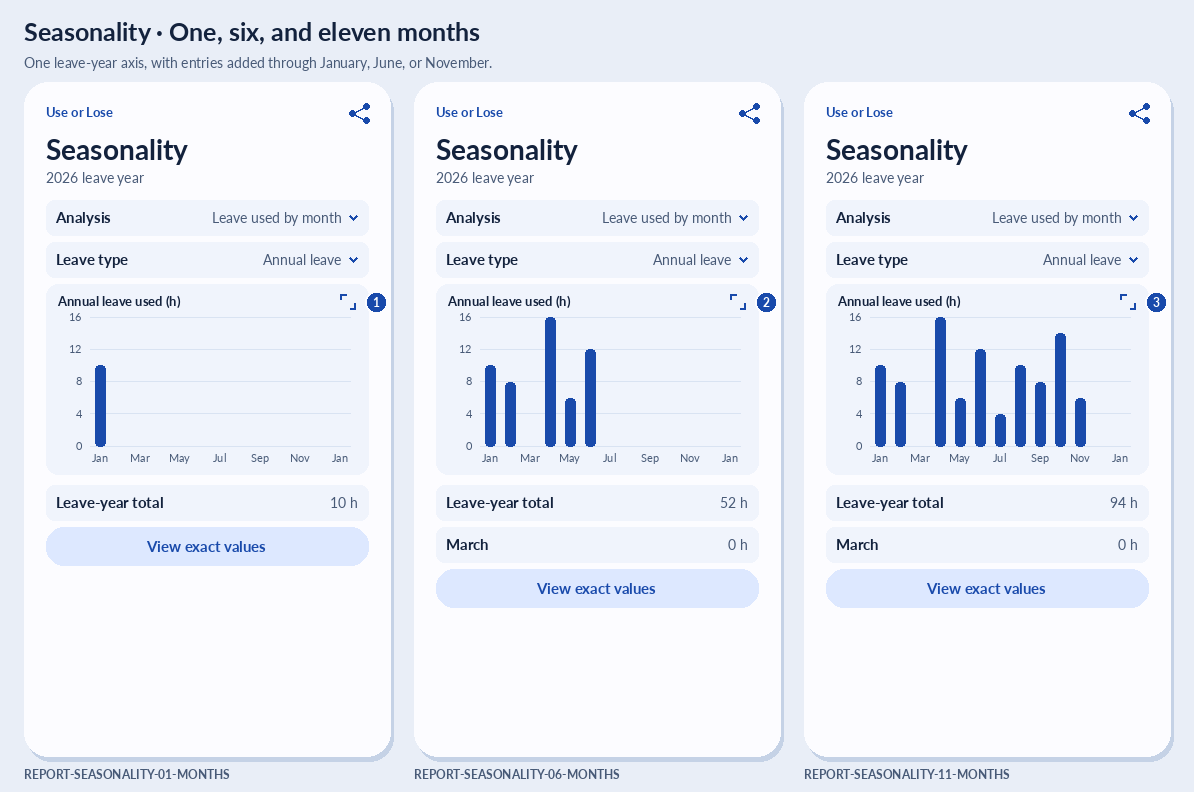 Seasonality · One, six, and eleven months
One leave-year axis, with entries added through January, June, or November.
Use or Lose
Seasonality
2026 leave year
Analysis Leave used by month
Leave type Annual leave
Annual leave used (h) 1
16
12
8
4
0
Jan Mar May Jul Sep Nov Jan
Leave-year total 10 h
View exact values
REPORT-SEASONALITY-01-MONTHS
Use or Lose
Seasonality
2026 leave year
Analysis Leave used by month
Leave type Annual leave
Annual leave used (h) 2
16
12
8
4
0
Jan Mar May Jul Sep Nov Jan
Leave-year total 52 h
March 0 h
View exact values
REPORT-SEASONALITY-06-MONTHS
Use or Lose
Seasonality
2026 leave year
Analysis Leave used by month
Leave type Annual leave
Annual leave used (h) 3
16
12
8
4
0
Jan Mar May Jul Sep Nov Jan
Leave-year total 94 h
March 0 h
View exact values
REPORT-SEASONALITY-11-MONTHS